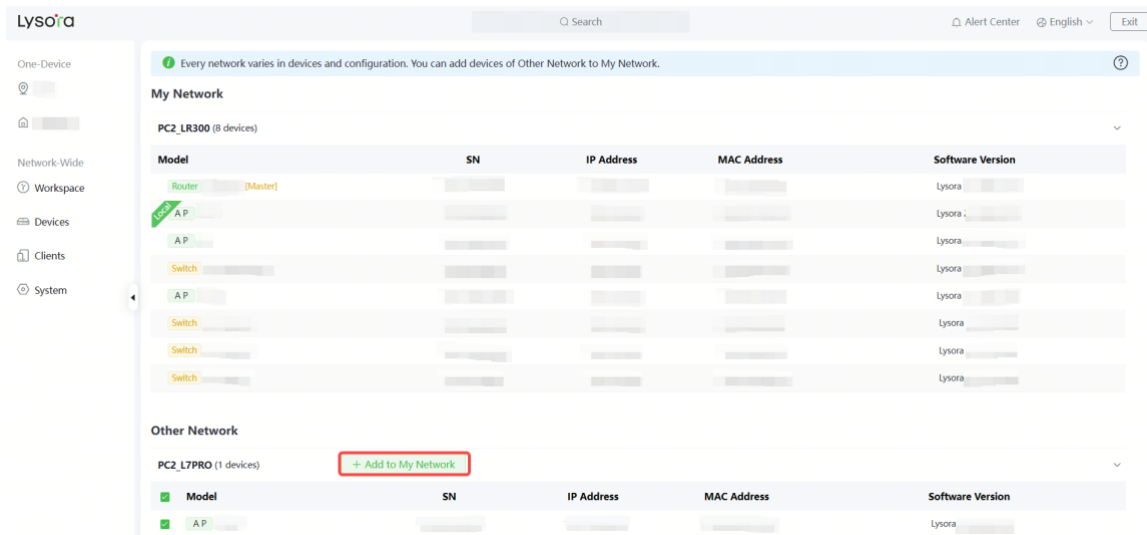 Lysora
Search
Alert Center English Exit
One-Device
Network-Wide
Workspace
Devices
Clients
System
Every network varies in devices and configuration. You can add devices of Other Network to My Network.
My Network
PC2_LR300 (8 devices)
Model SN IP Address MAC Address Software Version
Router [Master] Lysora
Local AP Lysora
AP Lysora
Switch Lysora
AP Lysora
Switch Lysora
Switch Lysora
Switch Lysora
Other Network
PC2_L7PRO (1 devices) + Add to My Network
Model SN IP Address MAC Address Software Version
AP Lysora